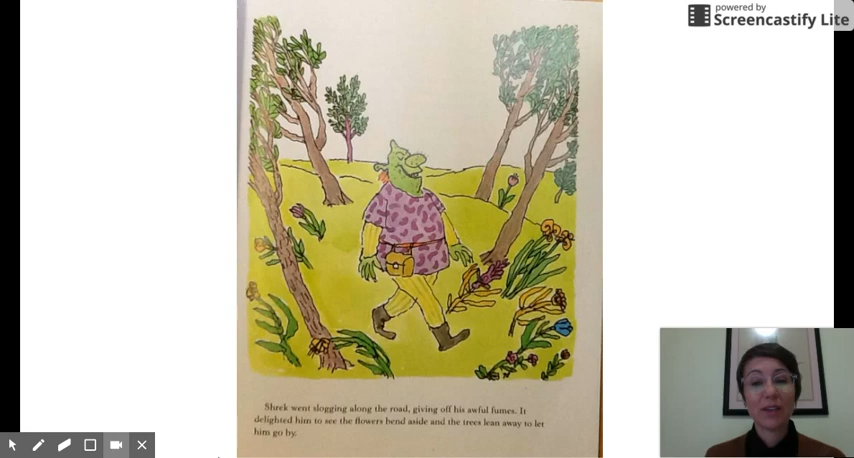 powered by
Screencastify Lite
Shrek went slogging along the road, giving off his awful fumes. It
delighted him to see the flowers bend aside and the trees lean away to let
him go by.